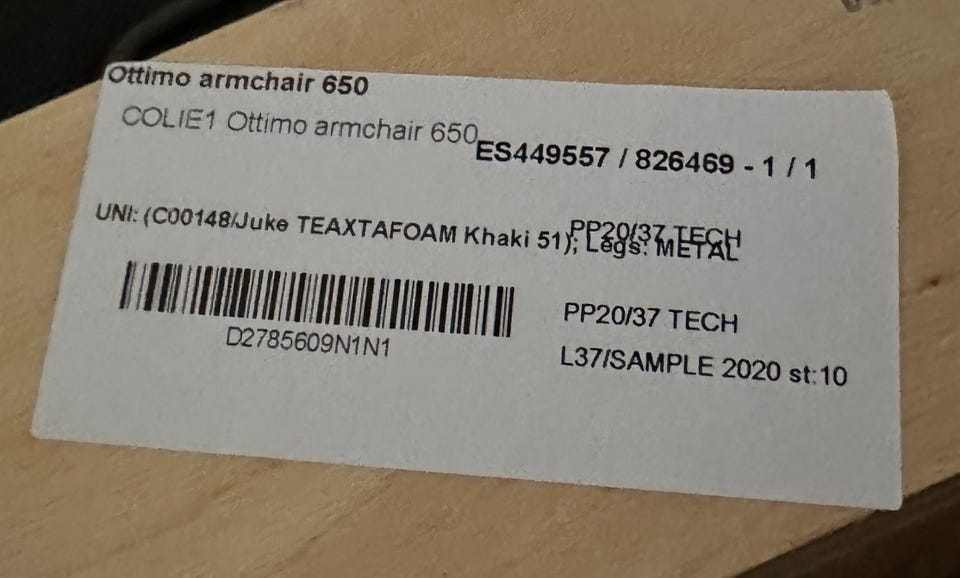 Ottimo armchair 650
COLIE1 Ottimo armchair 650
ES449557 / 826469 - 1 / 1
UNI: (C00148/Juke TEAXTAFOAM Khaki 51); Legs: METAL
PP20/37 TECH
D2785609N1N1
PP20/37 TECH
L37/SAMPLE 2020 st:10